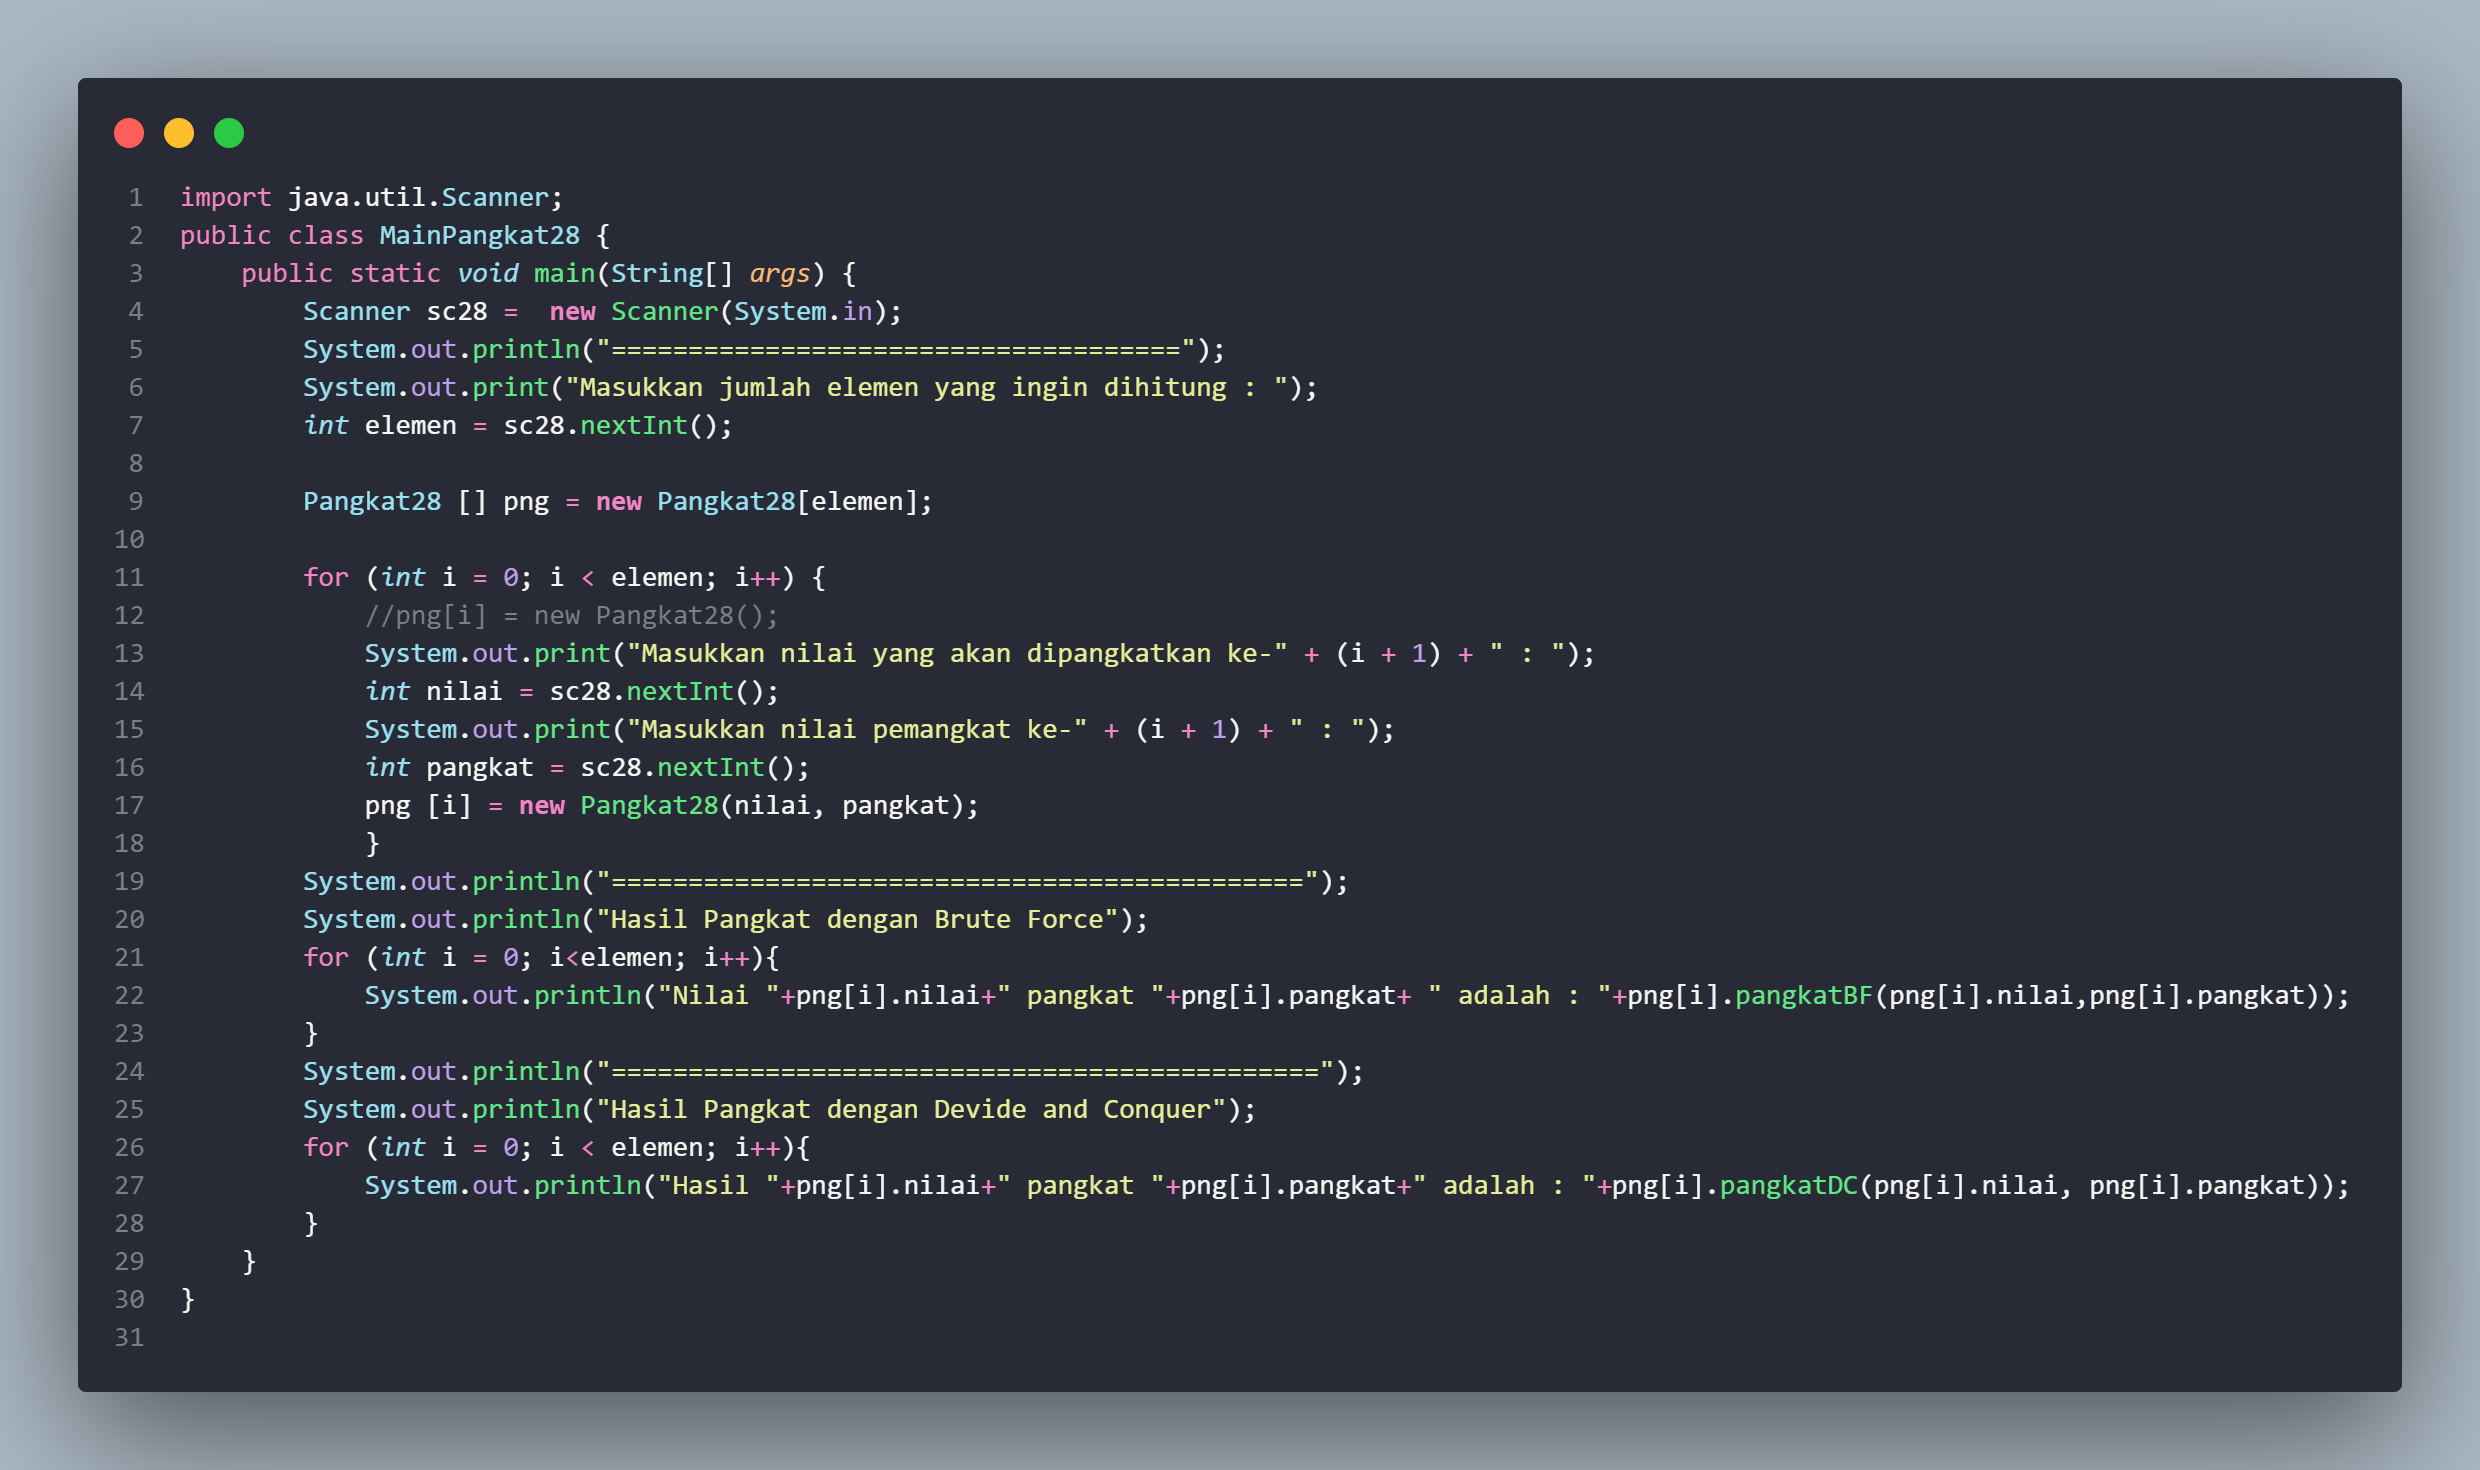 1 import java.util.Scanner;
2 public class MainPangkat28 {
3     public static void main(String[] args) {
4         Scanner sc28 =  new Scanner(System.in);
5         System.out.println("=====================================");
6         System.out.print("Masukkan jumlah elemen yang ingin dihitung : ");
7         int elemen = sc28.nextInt();
8
9         Pangkat28 [] png = new Pangkat28[elemen];
10
11         for (int i = 0; i < elemen; i++) {
12             //png[i] = new Pangkat28();
13             System.out.print("Masukkan nilai yang akan dipangkatkan ke-" + (i + 1) + " : ");
14             int nilai = sc28.nextInt();
15             System.out.print("Masukkan nilai pemangkat ke-" + (i + 1) + " : ");
16             int pangkat = sc28.nextInt();
17             png [i] = new Pangkat28(nilai, pangkat);
18             }
19         System.out.println("=============================================");
20         System.out.println("Hasil Pangkat dengan Brute Force");
21         for (int i = 0; i<elemen; i++){
22             System.out.println("Nilai "+png[i].nilai+" pangkat "+png[i].pangkat+ " adalah : "+png[i].pangkatBF(png[i].nilai,png[i].pangkat));
23         }
24         System.out.println("==============================================");
25         System.out.println("Hasil Pangkat dengan Devide and Conquer");
26         for (int i = 0; i < elemen; i++){
27             System.out.println("Hasil "+png[i].nilai+" pangkat "+png[i].pangkat+" adalah : "+png[i].pangkatDC(png[i].nilai, png[i].pangkat));
28         }
29     }
30 }
31